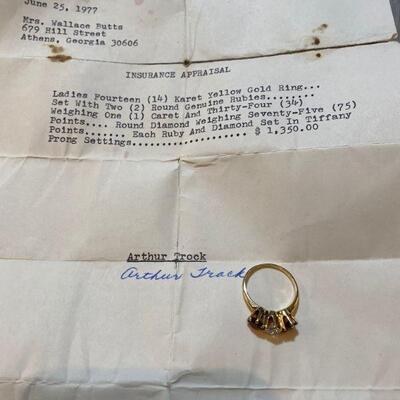 June 25, 1977
Mrs. Wallace Butts
679 Hill Street
Athens, Georgia 30606
INSURANCE APPRAISAL
Ladies Fourteen (14) Karet Yellow Gold Ring...
Set With Two (2) Round Genuine Rubies........
Weighing One (1) Caret And Thirty-Four (34)
Points.... Round Diamond Weighing Seventy-Five (75)
Points....... Each Ruby And Diamond Set In Tiffany
Prong Settings.................. $ 1,350.00
Arthur Trock
Arthur Trock